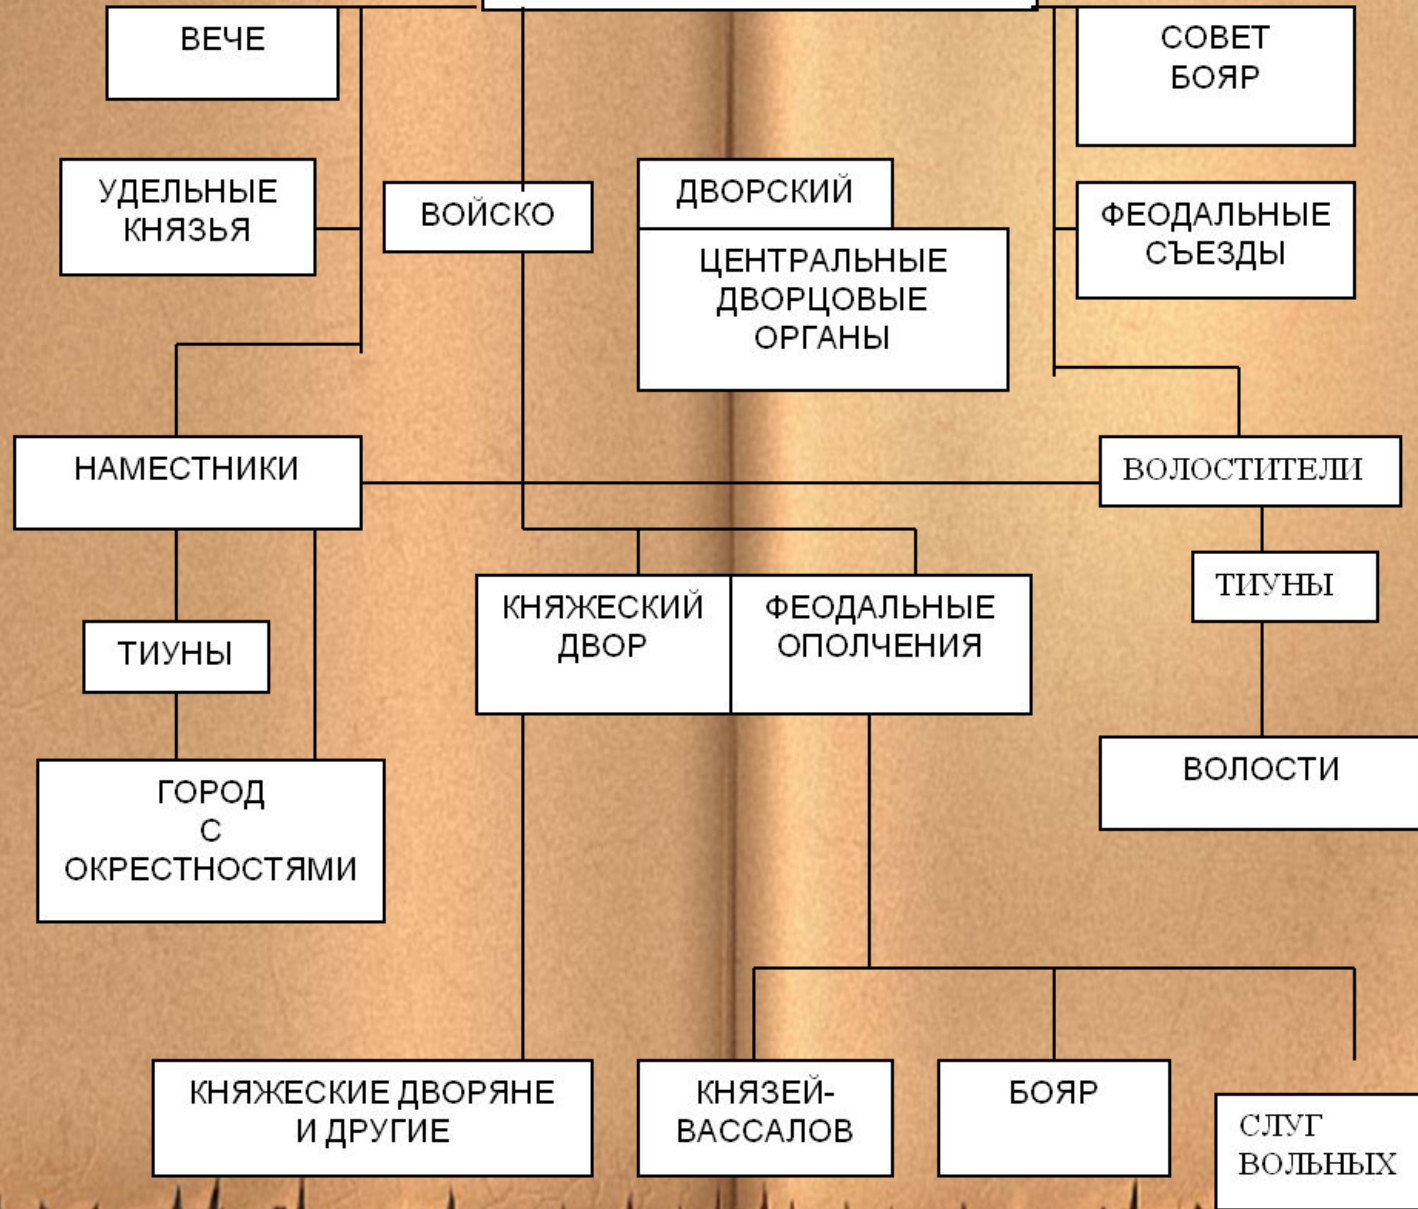 ВЕЧЕ
СОВЕТ
БОЯР
УДЕЛЬНЫЕ
КНЯЗЬЯ
ВОЙСКО
ДВОРСКИЙ
ЦЕНТРАЛЬНЫЕ
ДВОРЦОВЫЕ
ОРГАНЫ
ФЕОДАЛЬНЫЕ
СЪЕЗДЫ
НАМЕСТНИКИ
ВОЛОСТИТЕЛИ
ТИУНЫ
КНЯЖЕСКИЙ
ДВОР
ФЕОДАЛЬНЫЕ
ОПОЛЧЕНИЯ
ТИУНЫ
ГОРОД
С
ОКРЕСТНОСТЯМИ
ВОЛОСТИ
КНЯЖЕСКИЕ ДВОРЯНЕ
И ДРУГИЕ
КНЯЗЕЙ-
ВАССАЛОВ
БОЯР
СЛУГ
ВОЛЬНЫХ